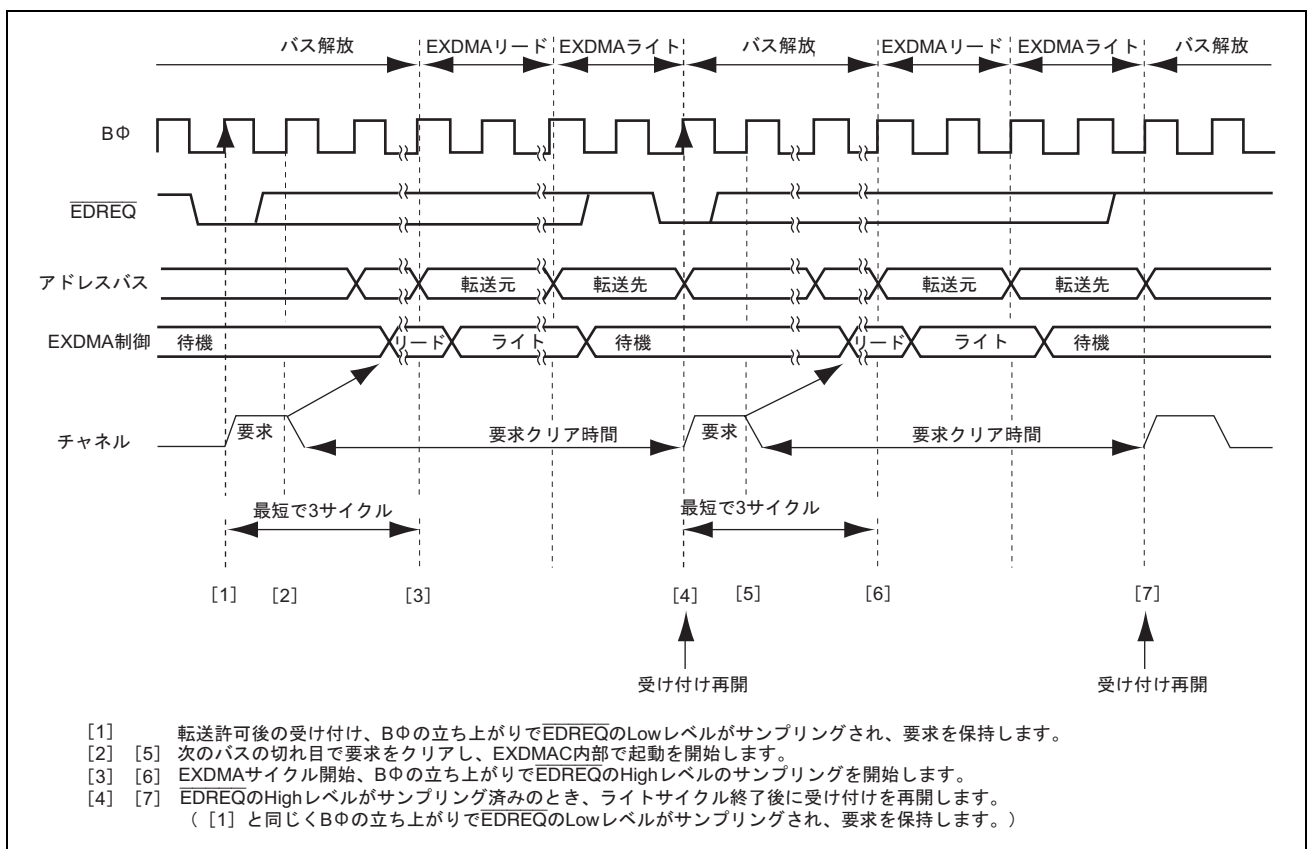 バス解放 EXDMAリード EXDMAライト バス解放 EXDMAリード EXDMAライト バス解放
BΦ
EDREQ
アドレスバス 転送元 転送先 転送元 転送先
EXDMA制御 待機 リード ライト 待機 リード ライト 待機
チャネル 要求 要求クリア時間 要求 要求クリア時間
最短で3サイクル 最短で3サイクル
[1] [2] [3] [4] [5] [6] [7]
受け付け再開 受け付け再開
[1] 転送許可後の受け付け、BΦの立ち上がりでEDREQのLowレベルがサンプリングされ、要求を保持します。
[2] [5] 次のバスの切れ目で要求をクリアし、EXDMAC内部で起動を開始します。
[3] [6] EXDMAサイクル開始、BΦの立ち上がりでEDREQのHighレベルのサンプリングを開始します。
[4] [7] EDREQのHighレベルがサンプリング済みのとき、ライトサイクル終了後に受け付けを再開します。
([1]と同じくBΦの立ち上がりでEDREQのLowレベルがサンプリングされ、要求を保持します。)